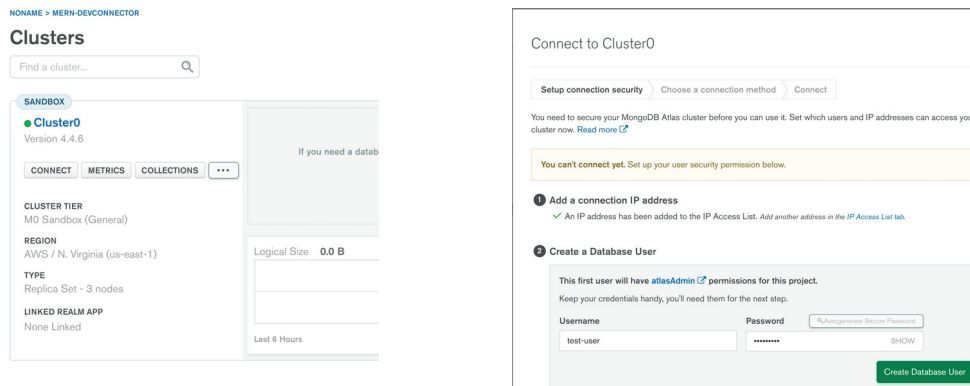 NONAME > MERN-DEVCONNECTOR
Clusters
Find a cluster...
SANDBOX
Cluster0
Version 4.4.6
CONNECT METRICS COLLECTIONS ...
CLUSTER TIER
M0 Sandbox (General)
REGION
AWS / N. Virginia (us-east-1)
TYPE
Replica Set - 3 nodes
LINKED REALM APP
None Linked
If you need a datab
Logical Size 0.0 B
Last 6 Hours
Connect to Cluster0
Setup connection security Choose a connection method Connect
You need to secure your MongoDB Atlas cluster before you can use it. Set which users and IP addresses can access you
cluster now. Read more
You can't connect yet. Set up your user security permission below.
1 Add a connection IP address
✓ An IP address has been added to the IP Access List. Add another address in the IP Access List tab.
2 Create a Database User
This first user will have atlasAdmin permissions for this project.
Keep your credentials handy, you'll need them for the next step.
Username Password Autogenerate Secure Password
test-user ········· SHOW
Create Database User